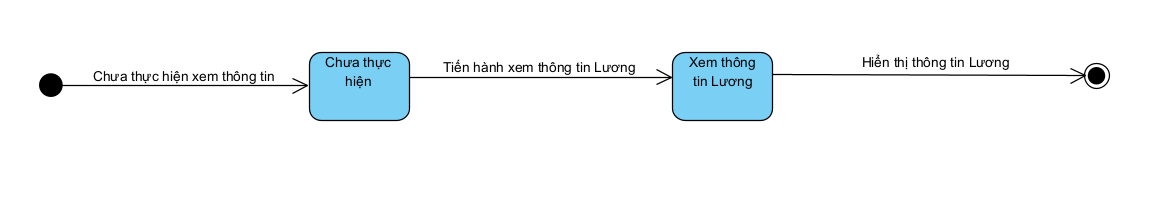 Chưa thực hiện xem thông tin
Chưa thực
hiện
Tiến hành xem thông tin Lương
Xem thông
tin Lương
Hiển thị thông tin Lương